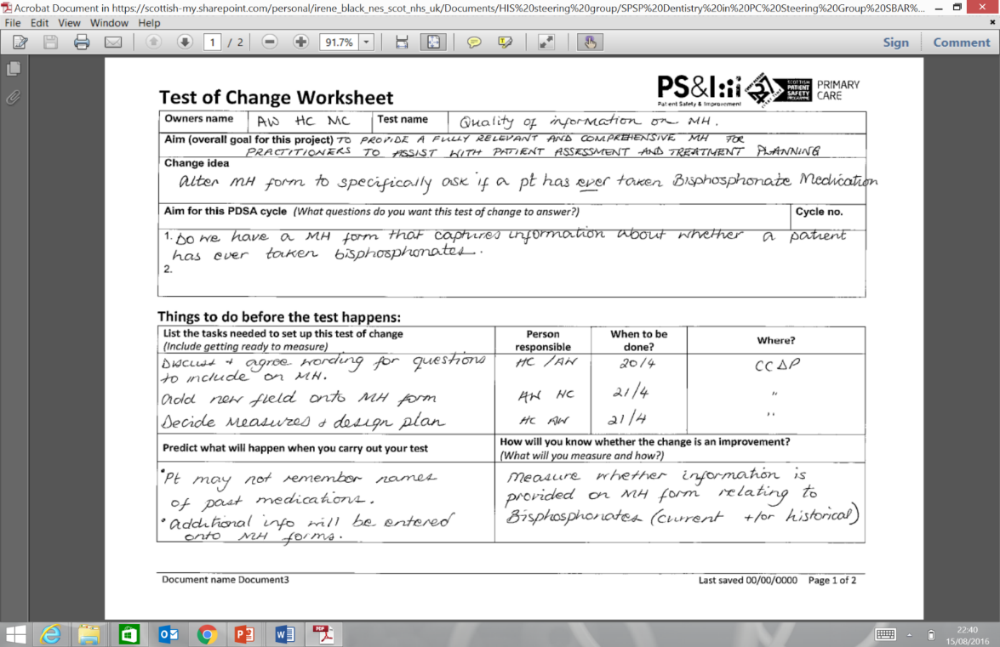 Acrobat Document in https://scottish-my.sharepoint.com/personal/irene_black_nes_scot_nhs_uk/Documents/HIS%20steering%20group/SPSP%20Dentistry%20in%20PC%20Steering%20Group%20SBAR%...
File Edit View Window Help
1 / 2 91.7% Sign Comment
PS&I:ii SCOTTISH PATIENT SAFETY PROGRAMME PRIMARY CARE
Patient Safety & Improvement
Test of Change Worksheet
Owners name AW HC MC Test name Quality of information on MH.
Aim (overall goal for this project) TO PROVIDE A FULLY RELEVANT AND COMPREHENSIVE MH FOR
PRACTITIONERS TO ASSIST WITH PATIENT ASSESSMENT AND TREATMENT PLANNING
Change idea
Alter MH form to specifically ask if a pt has ever taken Bisphosphonate Medication
Aim for this PDSA cycle (What questions do you want this test of change to answer?) Cycle no.
1. Do we have a MH form that captures information about whether a patient
has ever taken bisphosphonates.
2.
Things to do before the test happens:
List the tasks needed to set up this test of change
(Include getting ready to measure)
Person responsible
When to be done?
Where?
Discuss + agree wording for questions HC / AW 20/4 CCDP
to include on MH.
Add new field onto MH form AW HC 21/4 "
Decide measures + design plan HC AW 21/4 "
Predict what will happen when you carry out your test
How will you know whether the change is an improvement?
(What will you measure and how?)
• Pt may not remember names
of past medications.
• Additional info will be entered
onto MH forms.
Measure whether information is
provided on MH form relating to
Bisphosphonates (current +/or historical)
Document name Document3 Last saved 00/00/0000 Page 1 of 2
22:40
15/08/2016